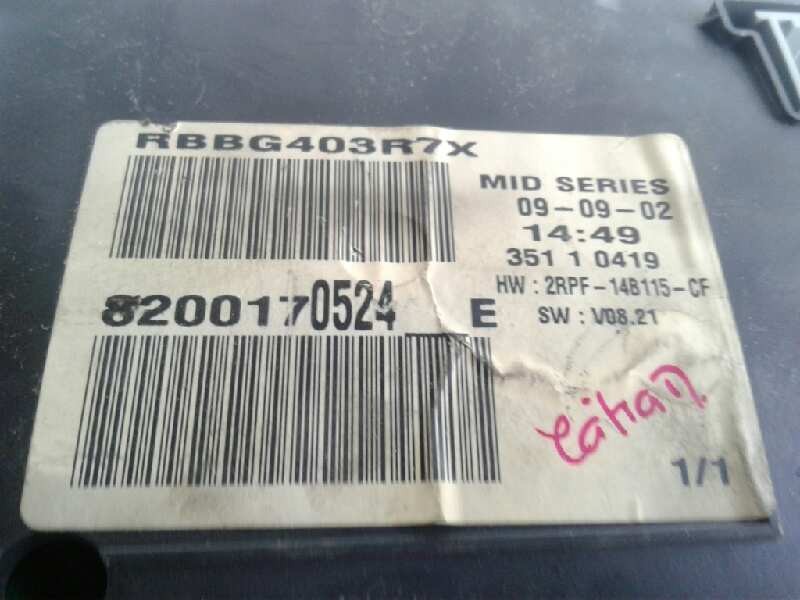 RBBG403R7X
MID SERIES
09-09-02
14:49
351 1 0419
HW : 2RPF-14B115-CF
SW : V08.21
8200170524__E
1/1